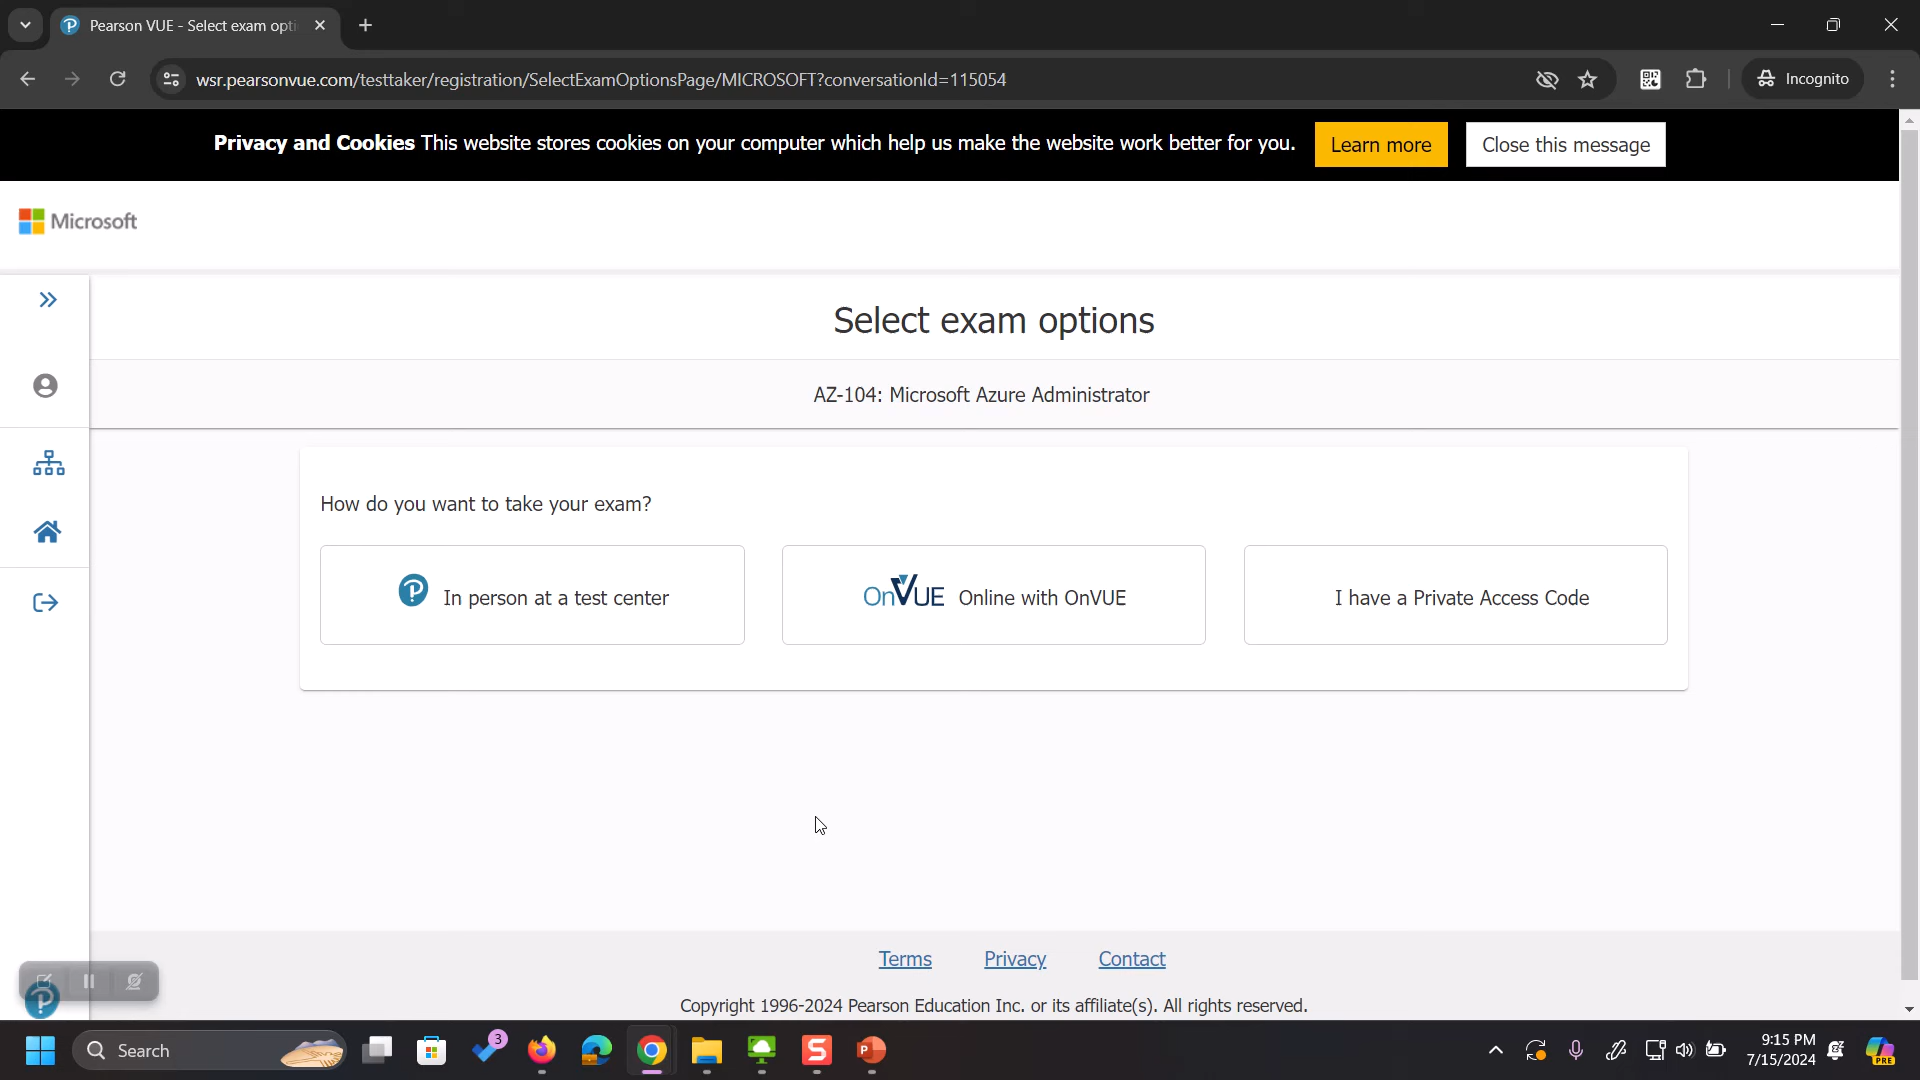 Pearson VUE - Select exam opti
wsr.pearsonvue.com/testtaker/registration/SelectExamOptionsPage/MICROSOFT?conversationId=115054
Incognito
Privacy and Cookies This website stores cookies on your computer which help us make the website work better for you.
Learn more
Close this message
Microsoft
Select exam options
AZ-104: Microsoft Azure Administrator
How do you want to take your exam?
In person at a test center
OnVUE Online with OnVUE
I have a Private Access Code
Terms Privacy Contact
Copyright 1996-2024 Pearson Education Inc. or its affiliate(s). All rights reserved.
Search
3
9:15 PM
7/15/2024
PRE